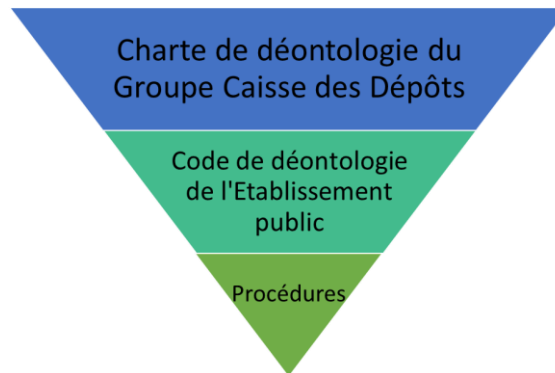 Charte de déontologie du
Groupe Caisse des Dépôts
Code de déontologie
de l'Etablissement
public
Procédures